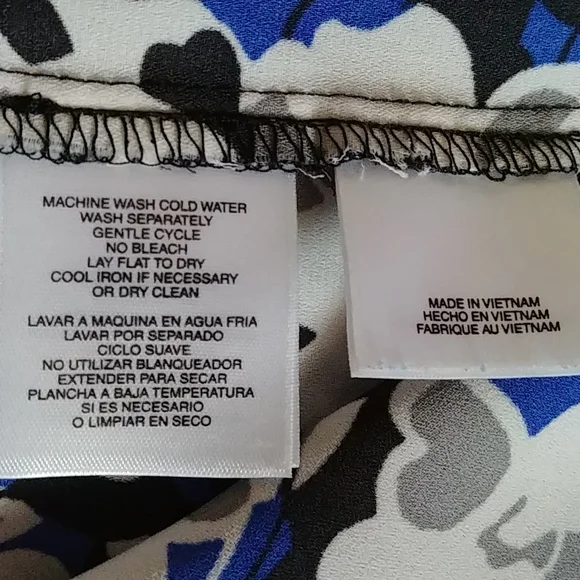 MACHINE WASH COLD WATER
WASH SEPARATELY
GENTLE CYCLE
NO BLEACH
LAY FLAT TO DRY
COOL IRON IF NECESSARY
OR DRY CLEAN
LAVAR A MAQUINA EN AGUA FRIA
LAVAR POR SEPARADO
CICLO SUAVE
NO UTILIZAR BLANQUEADOR
EXTENDER PARA SECAR
PLANCHA A BAJA TEMPERATURA
SI ES NECESARIO
O LIMPIAR EN SECO
MADE IN VIETNAM
HECHO EN VIETNAM
FABRIQUE AU VIETNAM